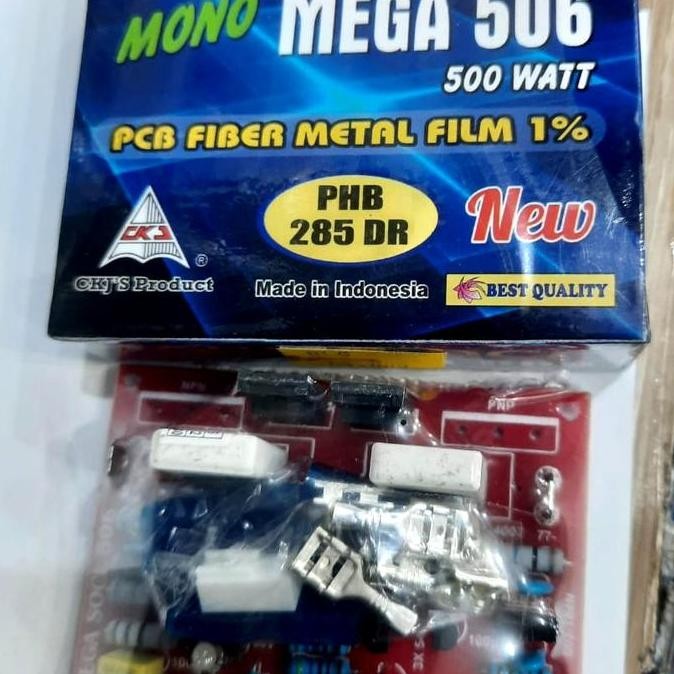 MONO MEGA 506
500 WATT
PCB FIBER METAL FILM 1%
PHB
285 DR
New
CKJ
®
CKJ'S Product
Made in Indonesia
BEST QUALITY
NPN
PNP